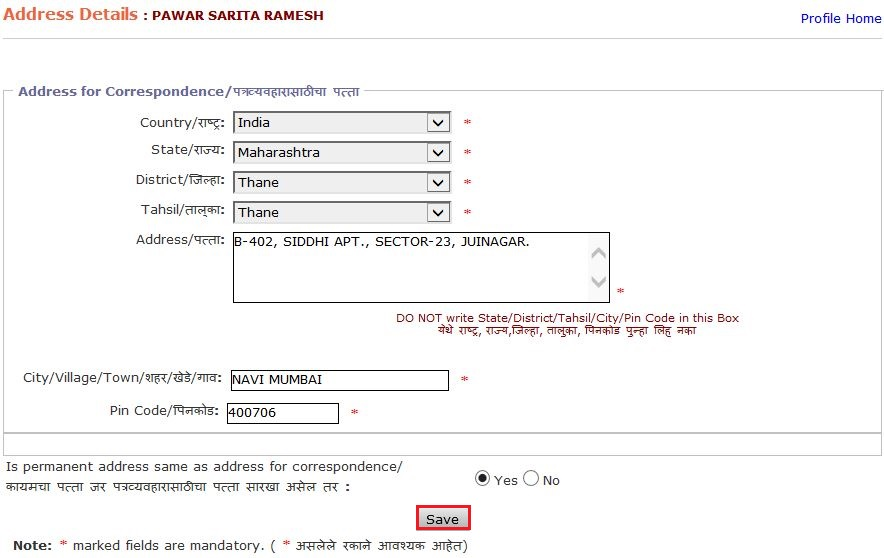 Address Details : PAWAR SARITA RAMESH
Profile Home
Address for Correspondence/पत्रव्यवहारासाठीचा पत्त्ता
Country/राष्ट्र: India *
State/राज्य: Maharashtra *
District/जिल्हा: Thane *
Tahsil/तालुका: Thane *
Address/पत्ता: B-402, SIDDHI APT., SECTOR-23, JUINAGAR.
*
DO NOT write State/District/Tahsil/City/Pin Code in this Box
येथे राष्ट्र, राज्य,जिल्हा, तालुका, पिनकोड पुन्हा लिहु नका
City/Village/Town/शहर/खेडे/गाव: NAVI MUMBAI *
Pin Code/पिनकोड: 400706 *
Is permanent address same as address for correspondence/
कायमचा पत्ता जर पत्रव्यवहारासाठीचा पत्ता सारखा असेल तर :
Yes No
Save
Note: * marked fields are mandatory. ( * असलेले रकाने आवश्यक आहेत)